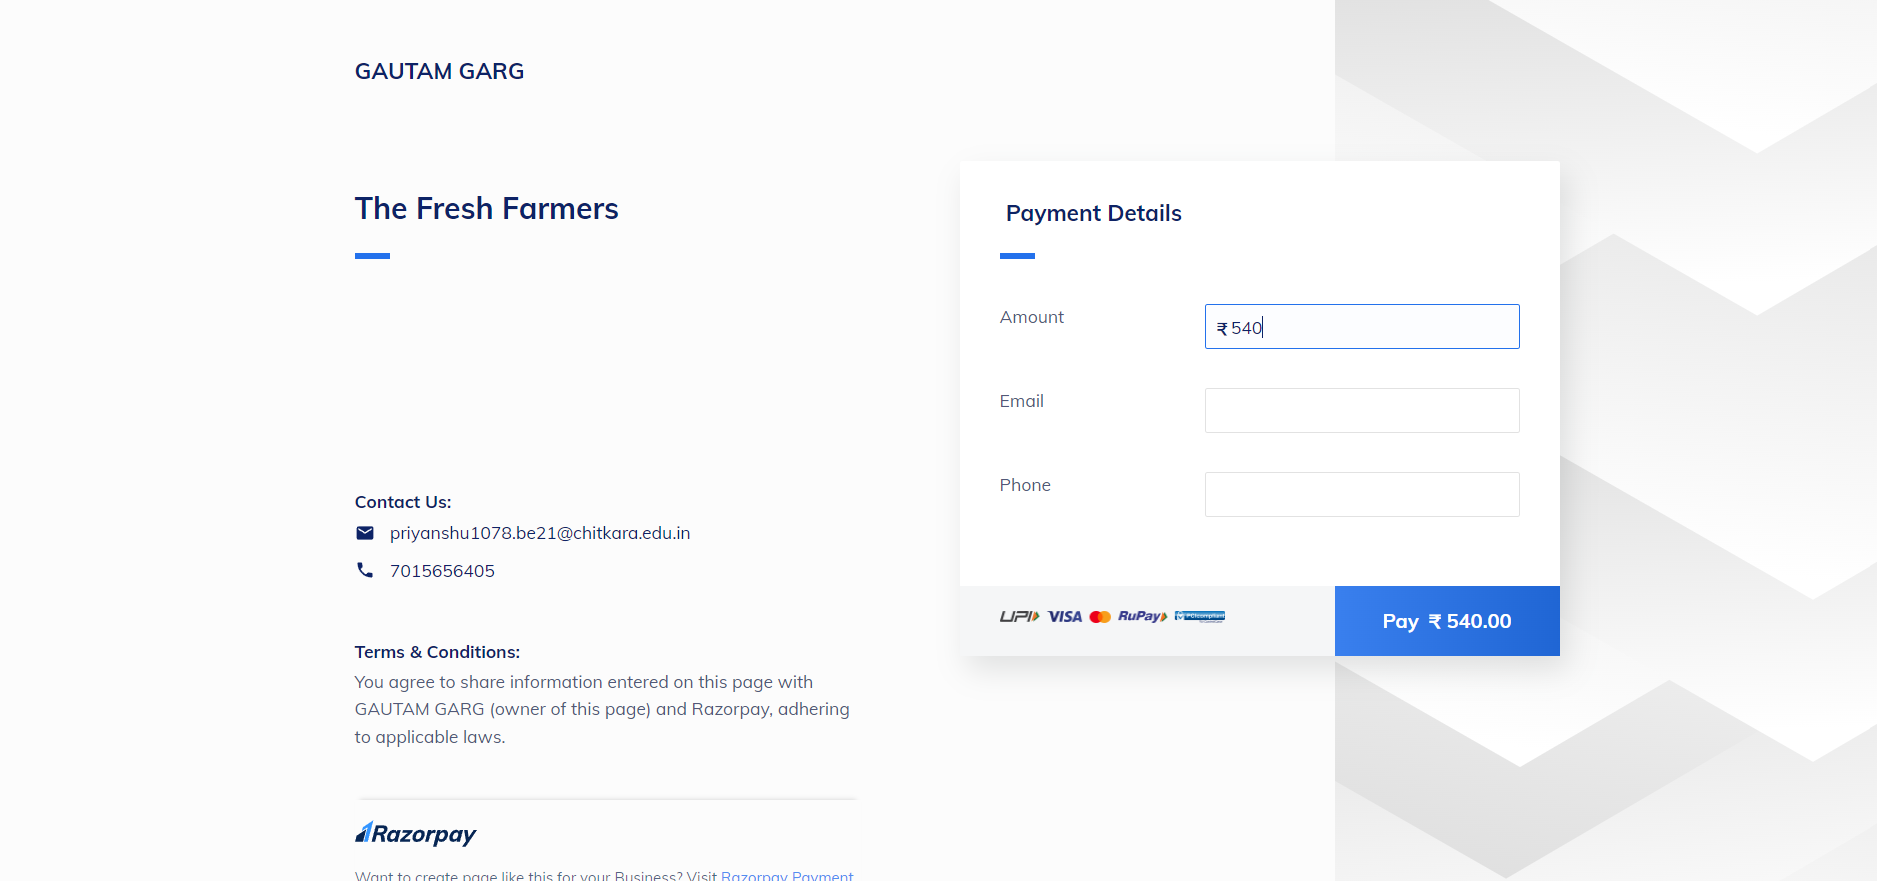 GAUTAM GARG
The Fresh Farmers
Contact Us:
priyanshu1078.be21@chitkara.edu.in
7015656405
Terms & Conditions:
You agree to share information entered on this page with
GAUTAM GARG (owner of this page) and Razorpay, adhering
to applicable laws.
Razorpay
Want to create page like this for your Business? Visit Razorpay Payment
Payment Details
Amount
₹ 540
Email
Phone
UPI VISA RuPay
Pay ₹ 540.00